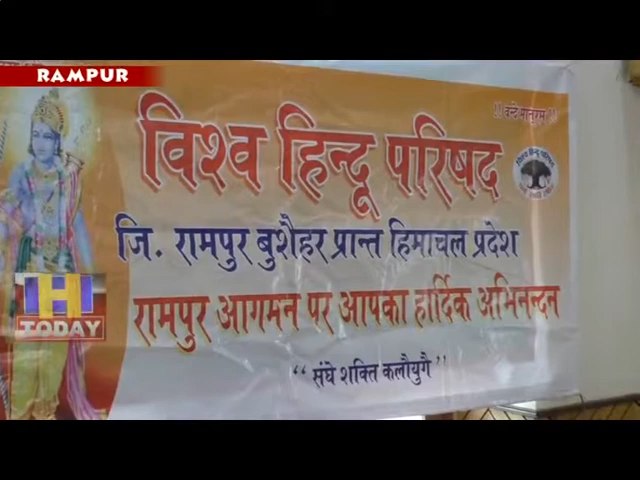 RAMPUR
!! वन्देमातरम् !!
विश्व हिन्दू परिषद
जि. रामपुर बुशैहर प्रान्त हिमाचल प्रदेश
रामपुर आगमन पर आपका हार्दिक अभिनन्दन
“ संघे शक्ति कलौयुगै ”
H
TODAY